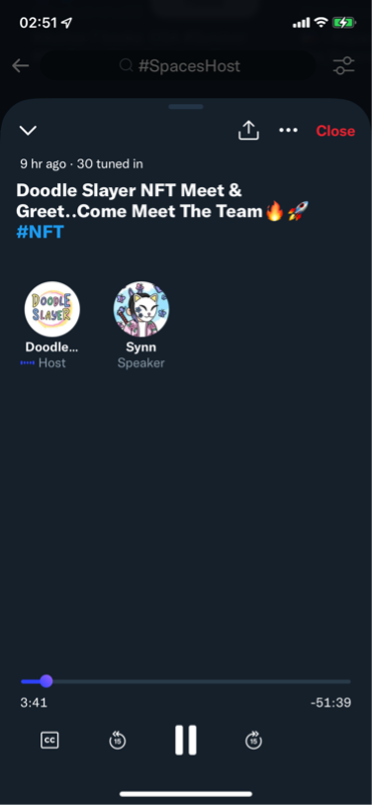 02:51
#SpacesHost
Close
9 hr ago · 30 tuned in
Doodle Slayer NFT Meet &
Greet..Come Meet The Team🔥🚀
#NFT
DOODLE
SLAYER
Doodle... Synn
Host Speaker
3:41 -51:39
CC 15 15